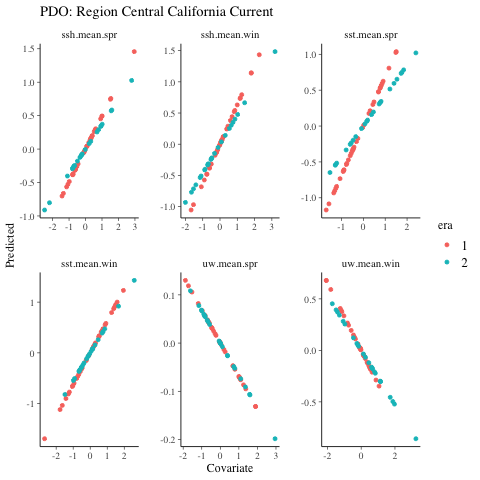 PDO: Region Central California Current
ssh.mean.spr
ssh.mean.win
sst.mean.spr
1.5
1.0
0.5
0.0
-0.5
-1.0
-2 -1 0 1 2 3
1.5
1.0
0.5
0.0
-0.5
-1.0
-2 -1 0 1 2 3
1.0
0.5
0.0
-0.5
-1.0
-1 0 1 2
Predicted
era
1
2
sst.mean.win
uw.mean.spr
uw.mean.win
1
0
-1
-2 -1 0 1 2
0.1
0.0
-0.1
-0.2
-2 -1 0 1 2 3
0.5
0.0
-0.5
-2 0 2
Covariate